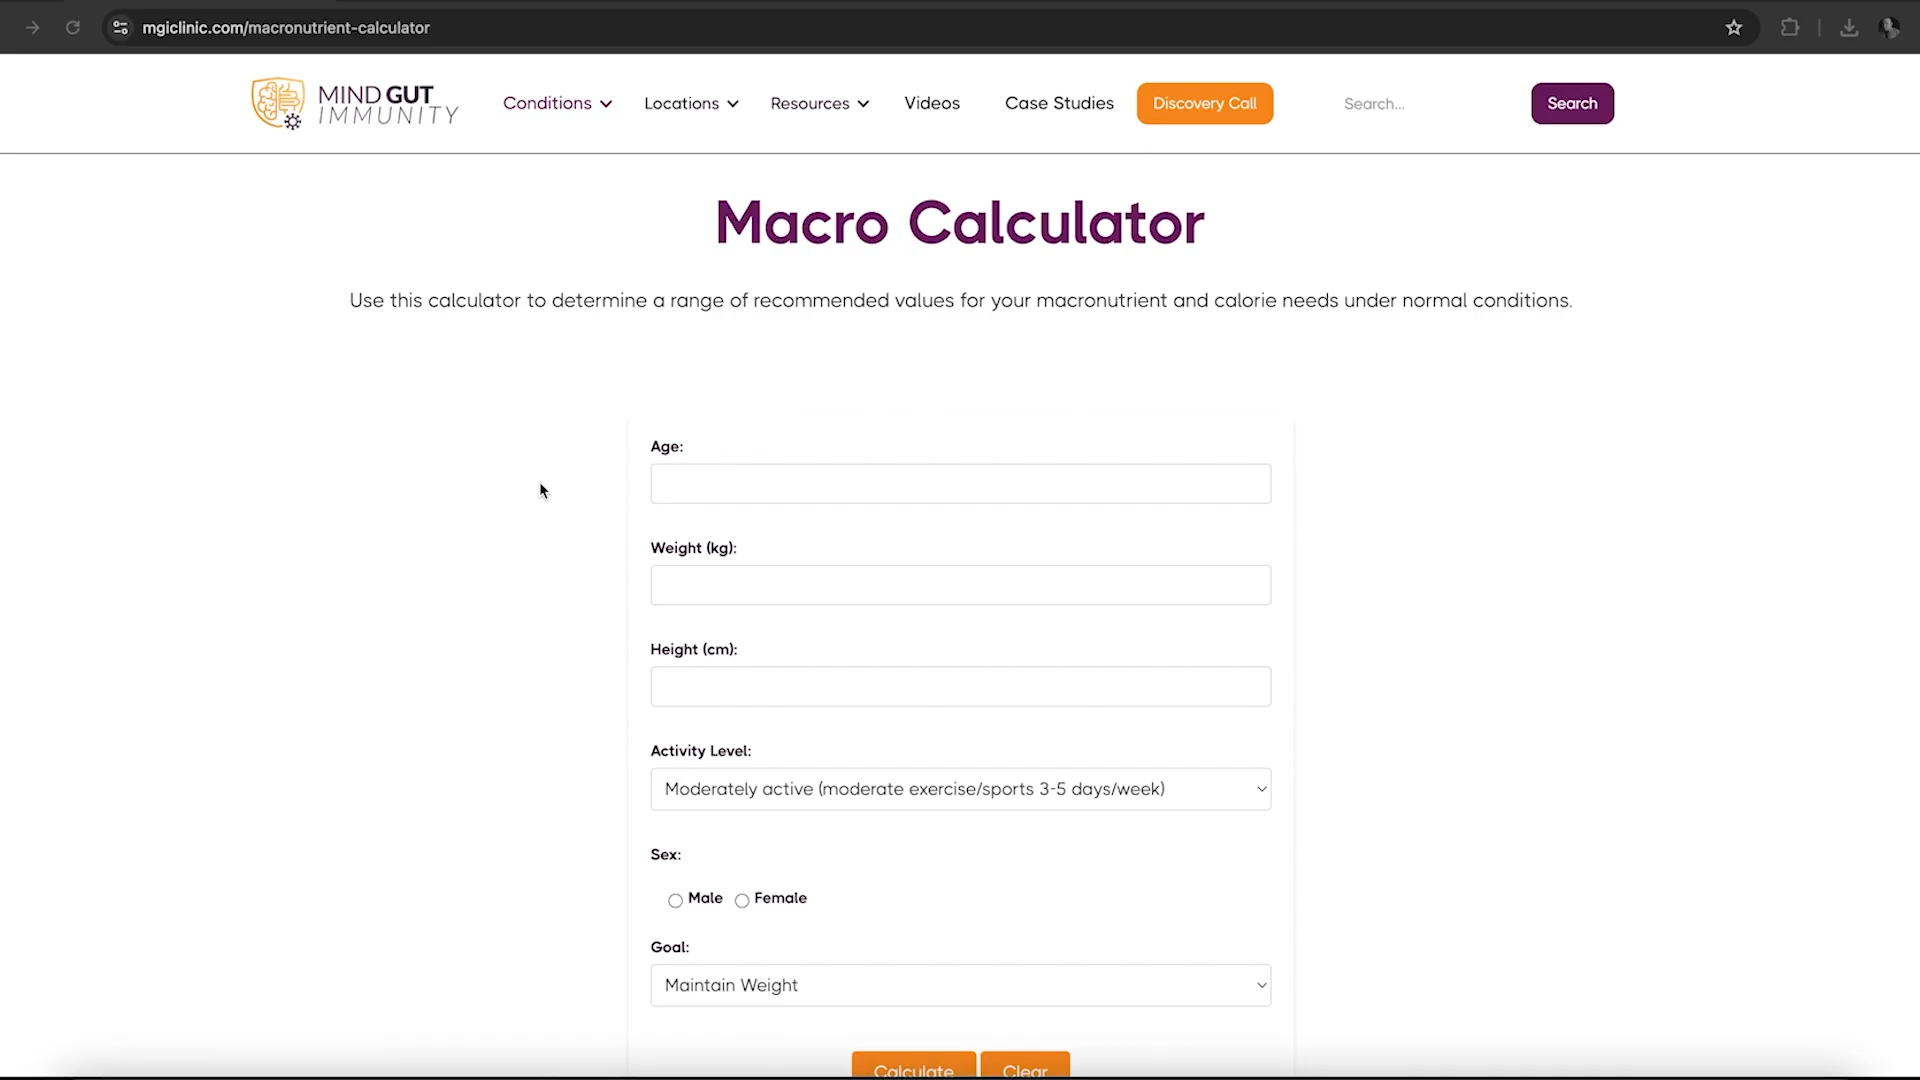 mgiclinic.com/macronutrient-calculator
MIND GUT
IMMUNITY
Conditions
Locations
Resources
Videos
Case Studies
Discovery Call
Search...
Search
Macro Calculator
Use this calculator to determine a range of recommended values for your macronutrient and calorie needs under normal conditions.
Age:
Weight (kg):
Height (cm):
Activity Level:
Moderately active (moderate exercise/sports 3-5 days/week)
Sex:
Male
Female
Goal:
Maintain Weight
Calculate
Clear